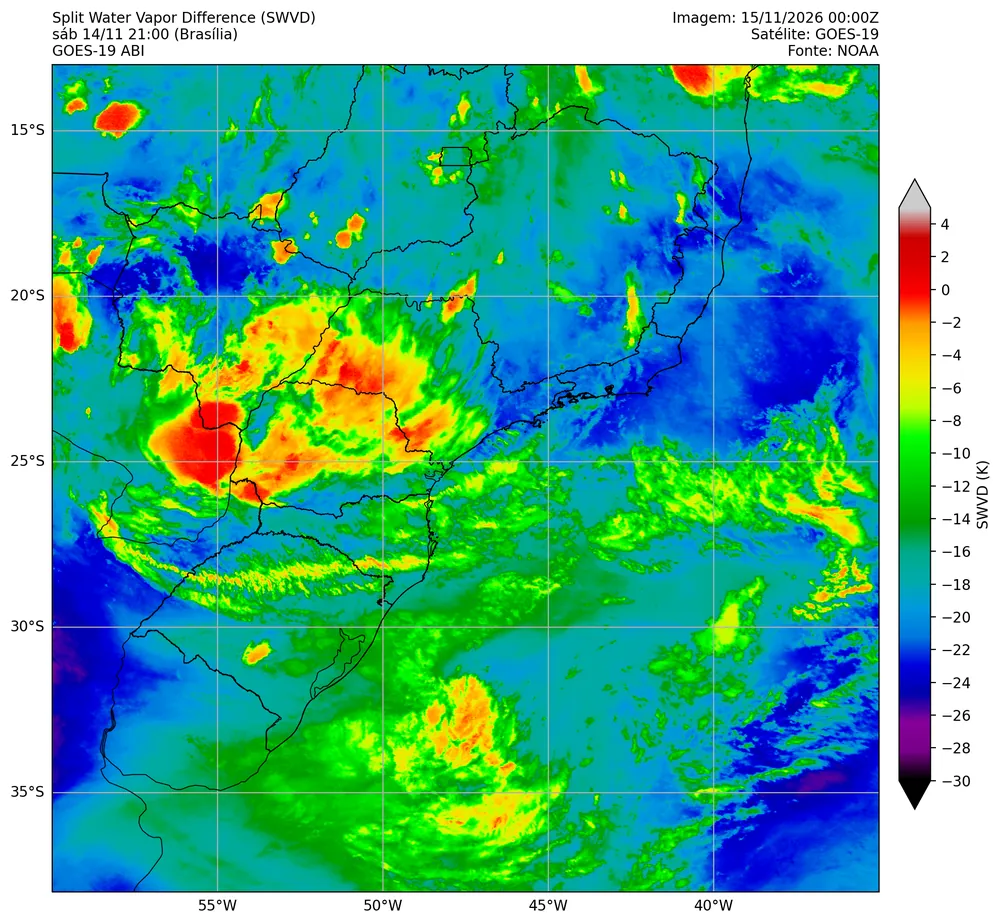 Split Water Vapor Difference (SWVD)
sáb 14/11 21:00 (Brasília)
GOES-19 ABI
Imagem: 15/11/2026 00:00Z
Satélite: GOES-19
Fonte: NOAA
15°S
20°S
25°S
30°S
35°S
55°W
50°W
45°W
40°W
4
2
0
−2
−4
−6
−8
−10
−12
−14
−16
−18
−20
−22
−24
−26
−28
−30
SWVD (K)